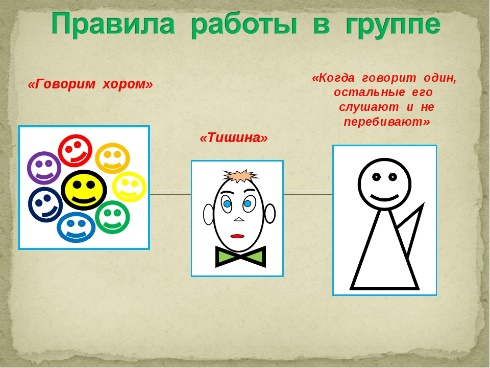 Правила работы в группе
«Говорим хором»
«Тишина»
«Когда говорит один,
остальные его
слушают и не
перебивают»